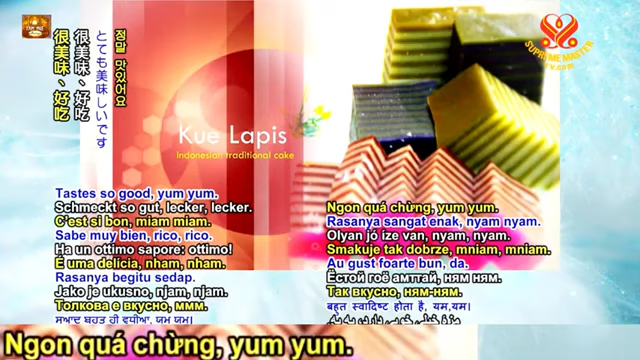 SUPREME MASTER
TV.com
很美味、好吃
很美味、好吃
とても美味しいです
정말 맛있어요
Kue Lapis
Indonesian traditional cake
Tastes so good, yum yum.
Schmeckt so gut, lecker, lecker.
C'est si bon, miam miam.
Sabe muy bien, rico, rico.
Ha un ottimo sapore: ottimo!
É uma delícia, nham, nham.
Rasanya begitu sedap.
Jako je ukusno, njam, njam.
Толкова е вкусно, ммм.
ਸੁਆਦ ਬਹੁਤ ਹੀ ਵਧੀਆ, ਯਮ ਯਮ।
Ngon quá chừng, yum yum.
Rasanya sangat enak, nyam nyam.
Olyan jó íze van, nyam, nyam.
Smakuje tak dobrze, mniam, mniam.
Au gust foarte bun, da.
Ёстой гоё амттай, ням ням.
Так вкусно, ням-ням.
बहुत स्वादिष्ट होता है, यम,यम।
Ngon quá chừng, yum yum.